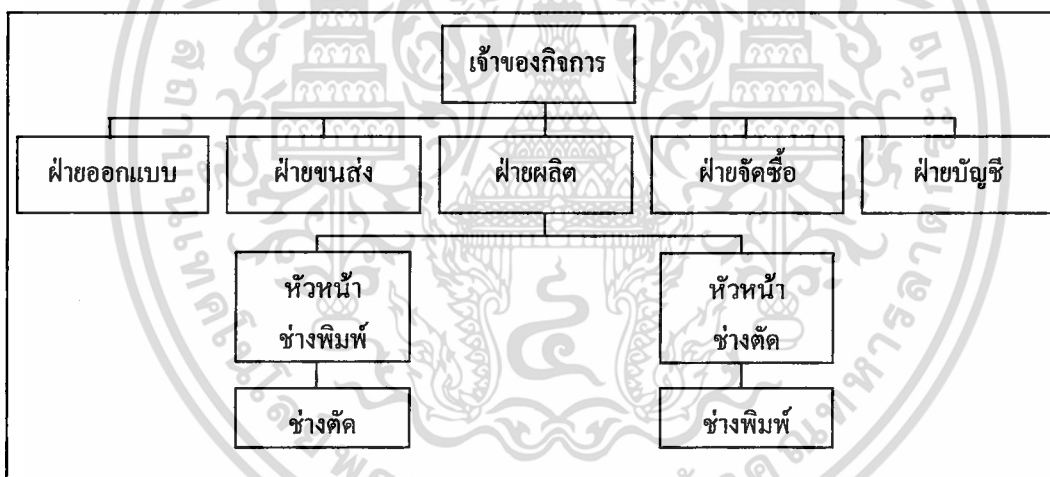 เจ้าของกิจการ
ฝ่ายออกแบบ
ฝ่ายขนส่ง
ฝ่ายผลิต
ฝ่ายจัดซื้อ
ฝ่ายบัญชี
หัวหน้า
ช่างพิมพ์
หัวหน้า
ช่างตัด
ช่างตัด
ช่างพิมพ์